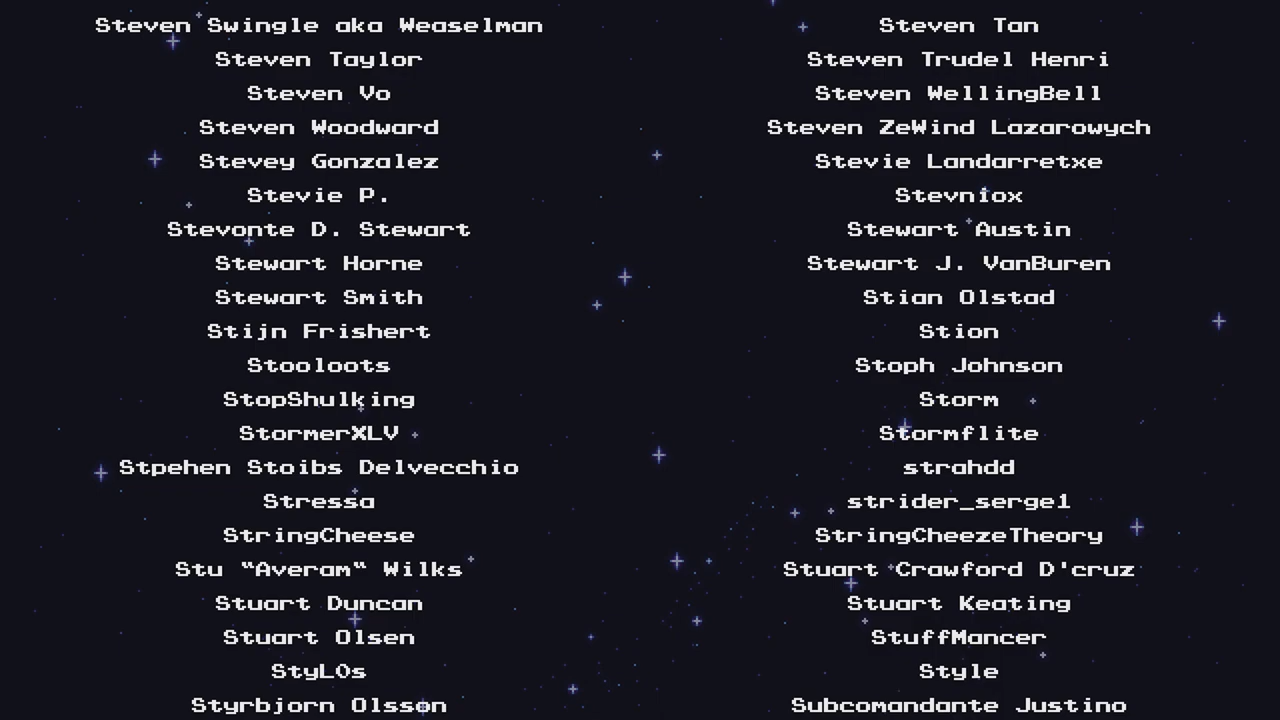 Steven Swingle aka Weaselman
Steven Tan
Steven Taylor
Steven Trudel Henri
Steven Vo
Steven WellingBell
Steven Woodward
Steven ZeWind Lazarowych
Stevey Gonzalez
Stevie Landarretxe
Stevie P.
Stevniox
Stevonte D. Stewart
Stewart Austin
Stewart Horne
Stewart J. VanBuren
Stewart Smith
Stian Olstad
Stijn Frishert
Stion
Stooloots
Stoph Johnson
StopShulking
Storm
StormerXLV
Stormflite
Stpehen Stoibs Delvecchio
strahdd
Stressa
strider_serge1
StringCheese
StringCheezeTheory
Stu "Averam" Wilks
Stuart Crawford D'cruz
Stuart Duncan
Stuart Keating
Stuart Olsen
StuffMancer
StyLOs
Style
Styrbjorn Olsson
Subcomandante Justino